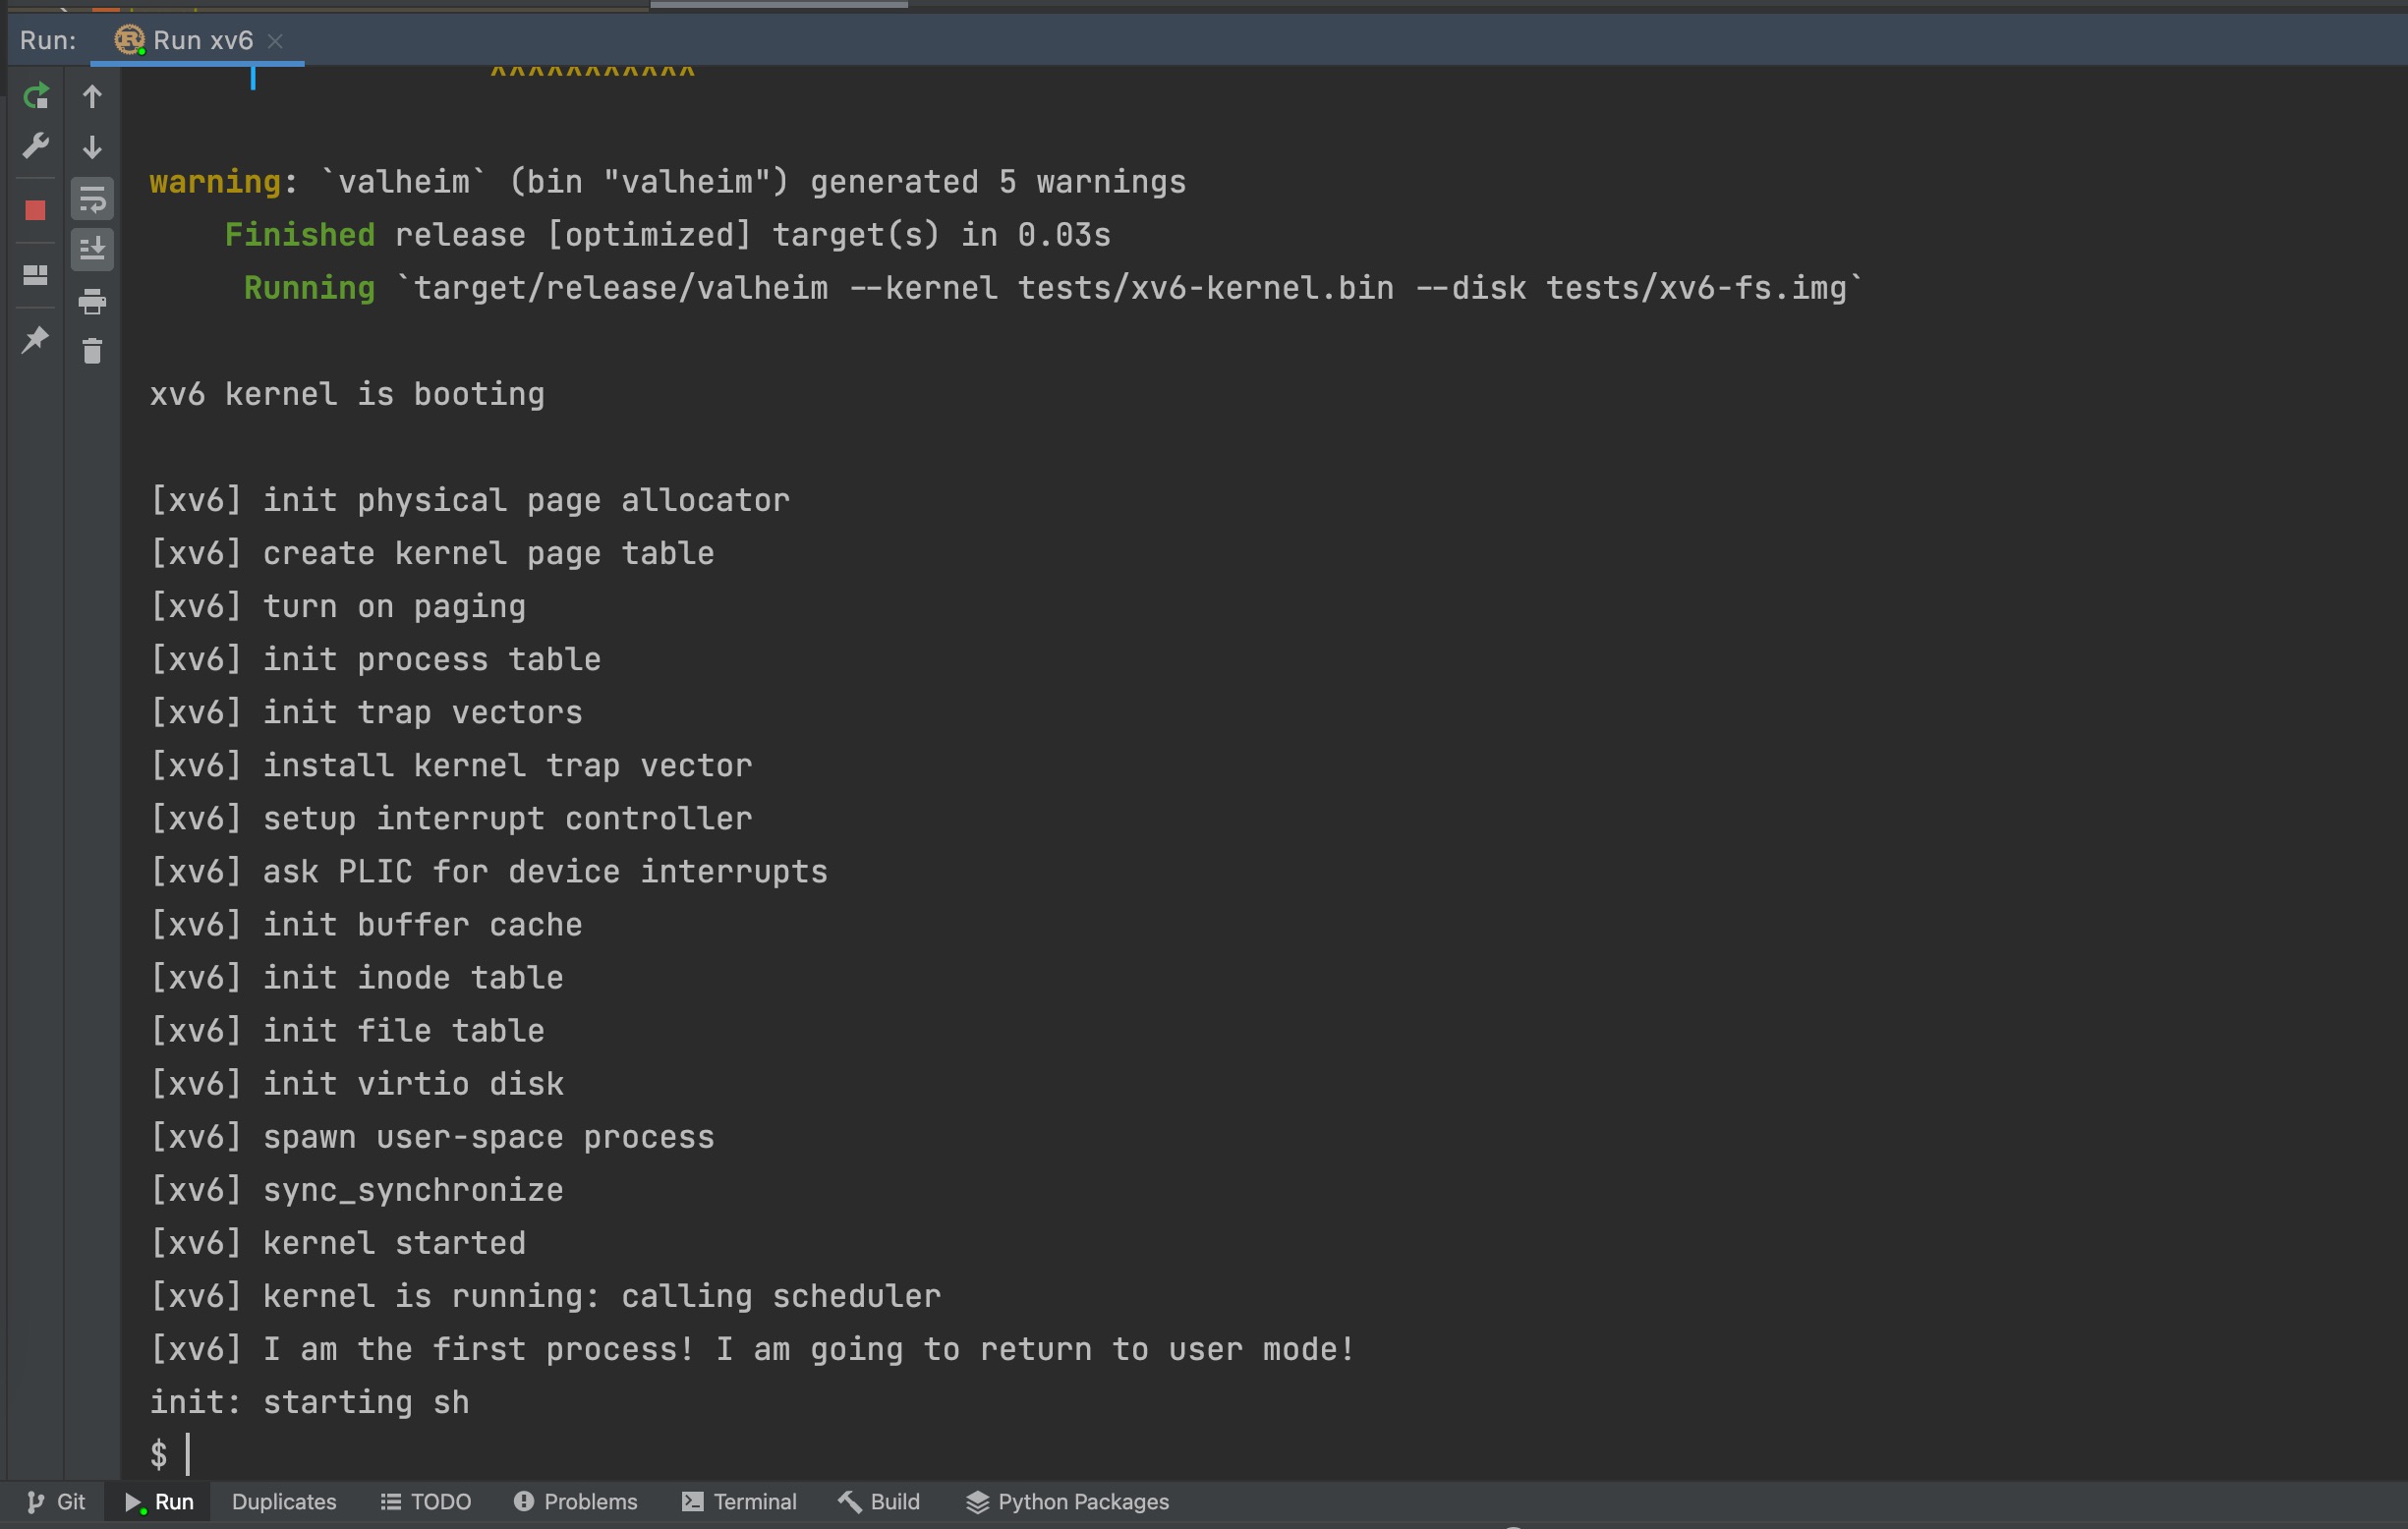 Run: Run xv6
^^^^^^^^^^^
warning: `valheim` (bin "valheim") generated 5 warnings
Finished release [optimized] target(s) in 0.03s
Running `target/release/valheim --kernel tests/xv6-kernel.bin --disk tests/xv6-fs.img`
xv6 kernel is booting
[xv6] init physical page allocator
[xv6] create kernel page table
[xv6] turn on paging
[xv6] init process table
[xv6] init trap vectors
[xv6] install kernel trap vector
[xv6] setup interrupt controller
[xv6] ask PLIC for device interrupts
[xv6] init buffer cache
[xv6] init inode table
[xv6] init file table
[xv6] init virtio disk
[xv6] spawn user-space process
[xv6] sync_synchronize
[xv6] kernel started
[xv6] kernel is running: calling scheduler
[xv6] I am the first process! I am going to return to user mode!
init: starting sh
$
Git Run Duplicates TODO Problems Terminal Build Python Packages